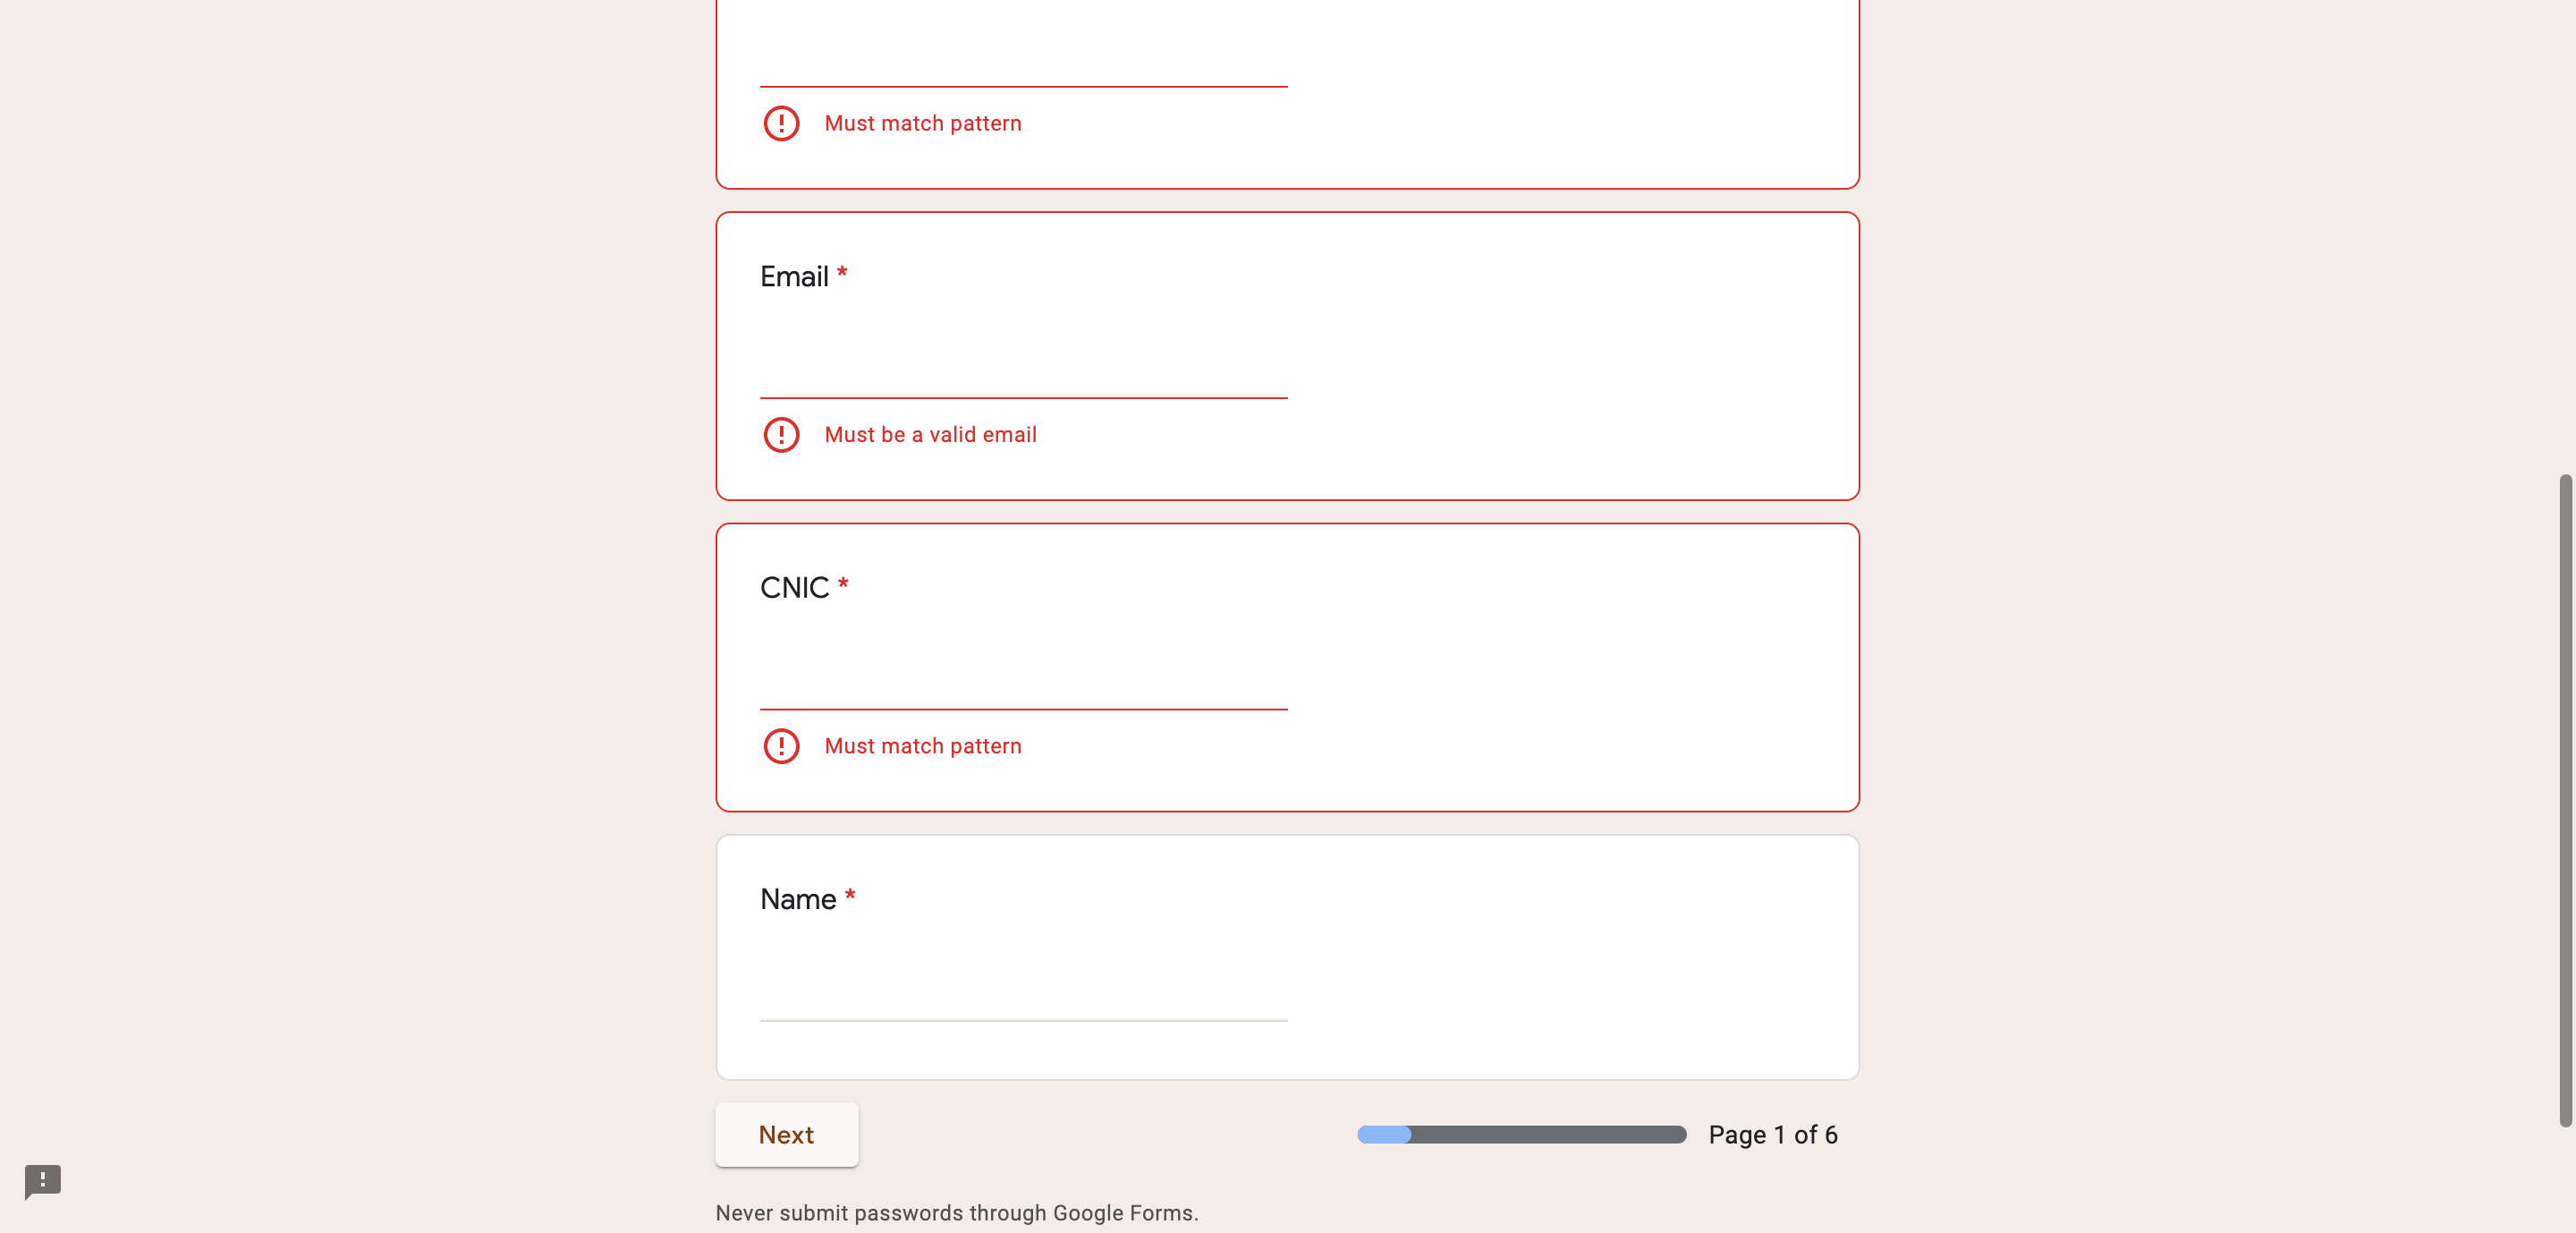 Must match pattern
Email *
Must be a valid email
CNIC *
Must match pattern
Name *
Next
Page 1 of 6
Never submit passwords through Google Forms.